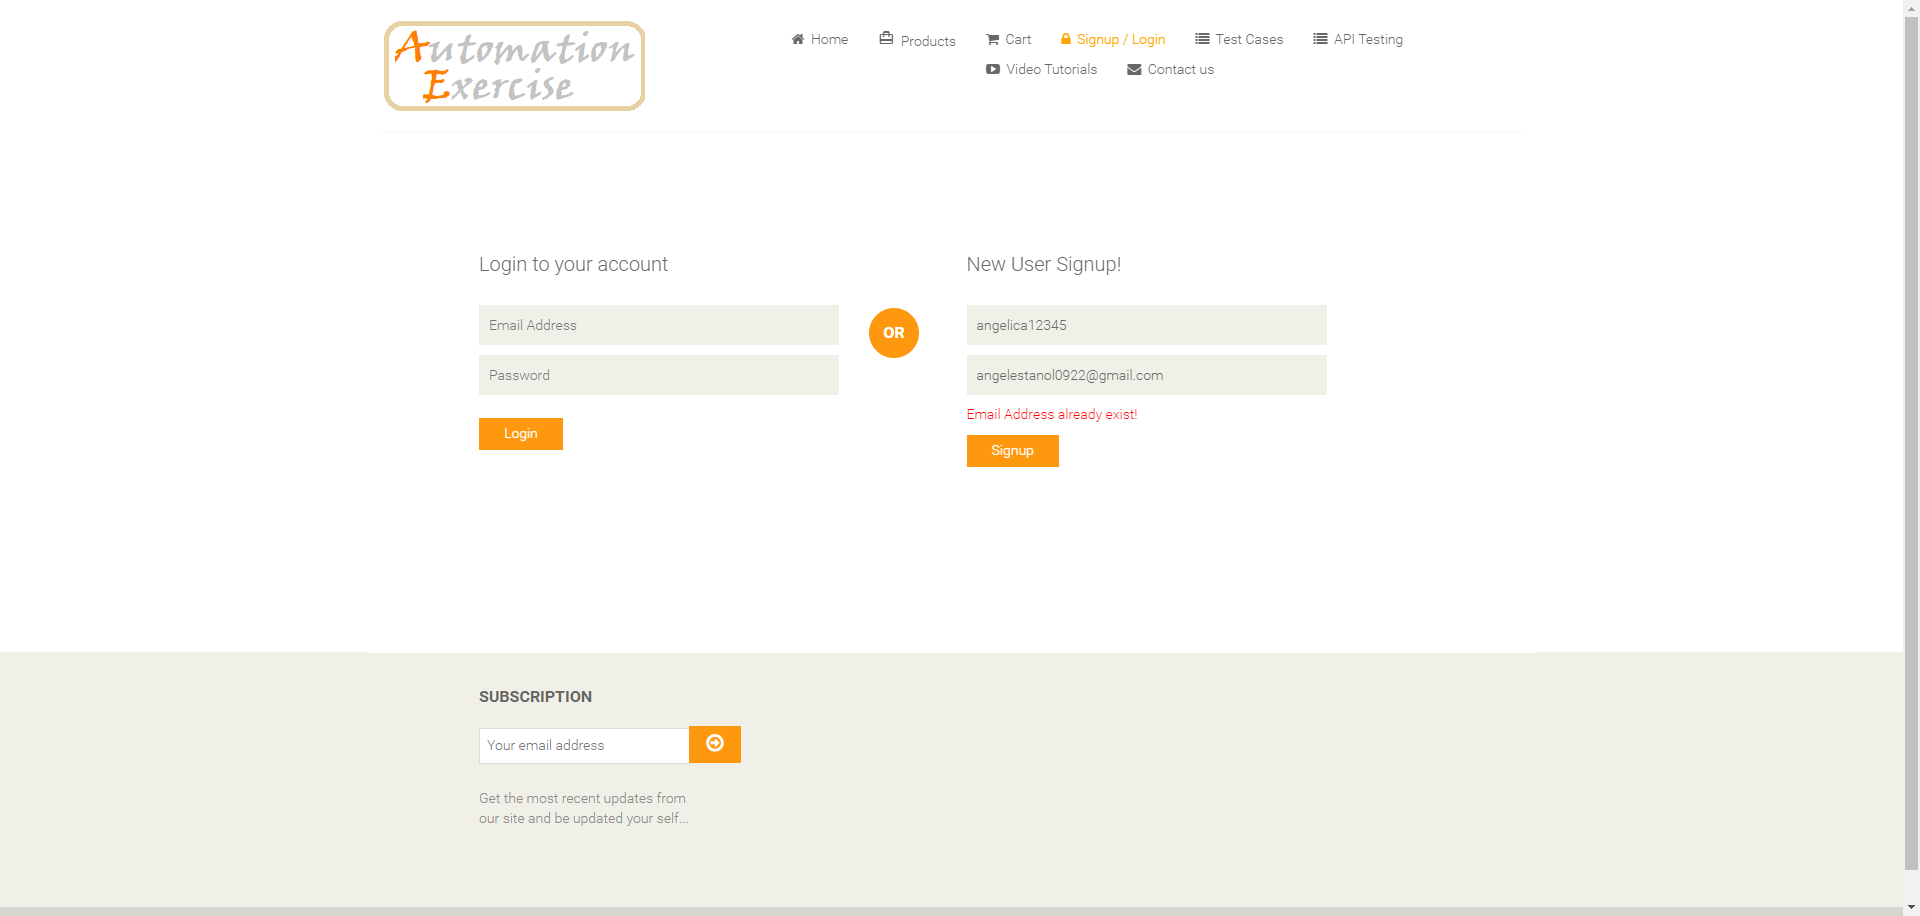 Automation
Exercise
Home Products Cart Signup / Login Test Cases API Testing
Video Tutorials Contact us
Login to your account
Email Address
Password
Login
OR
New User Signup!
angelica12345
angelestanol0922@gmail.com
Email Address already exist!
Signup
SUBSCRIPTION
Your email address
Get the most recent updates from
our site and be updated your self...